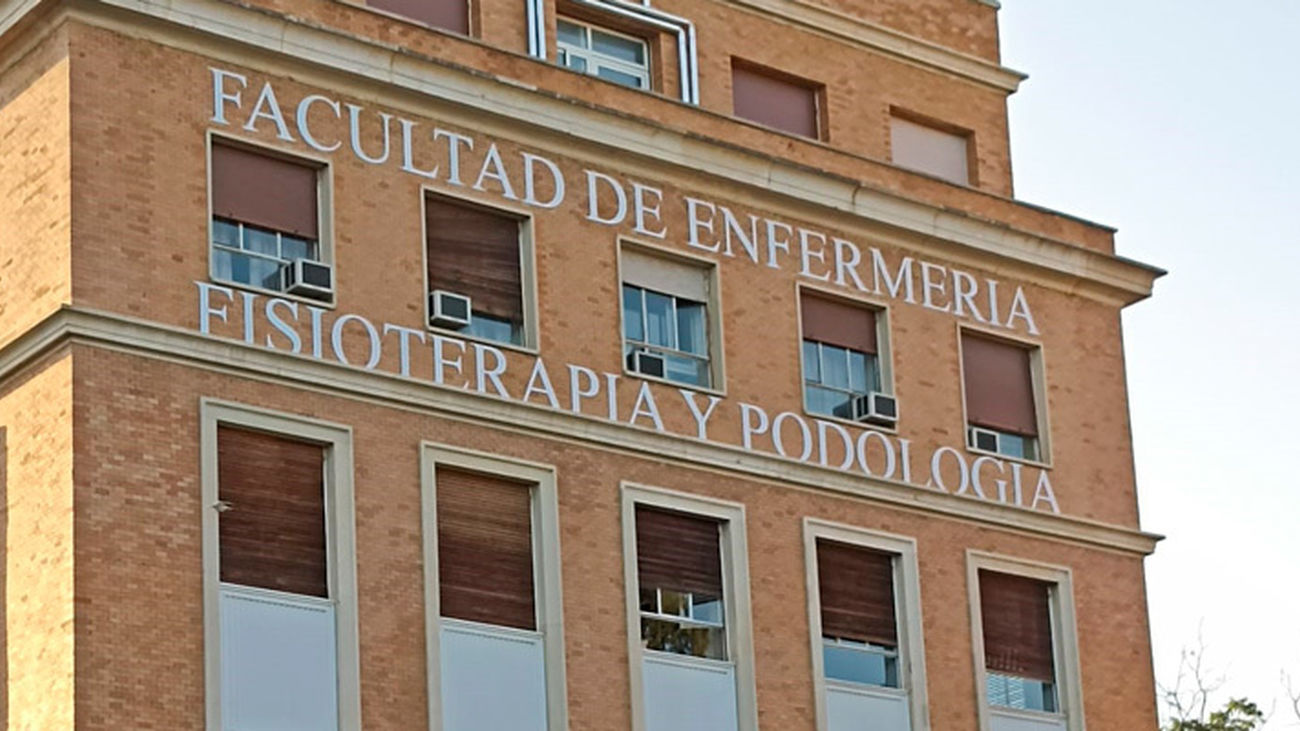 FACULTAD DE ENFERMERIA
FISIOTERAPIA Y PODOLOGIA